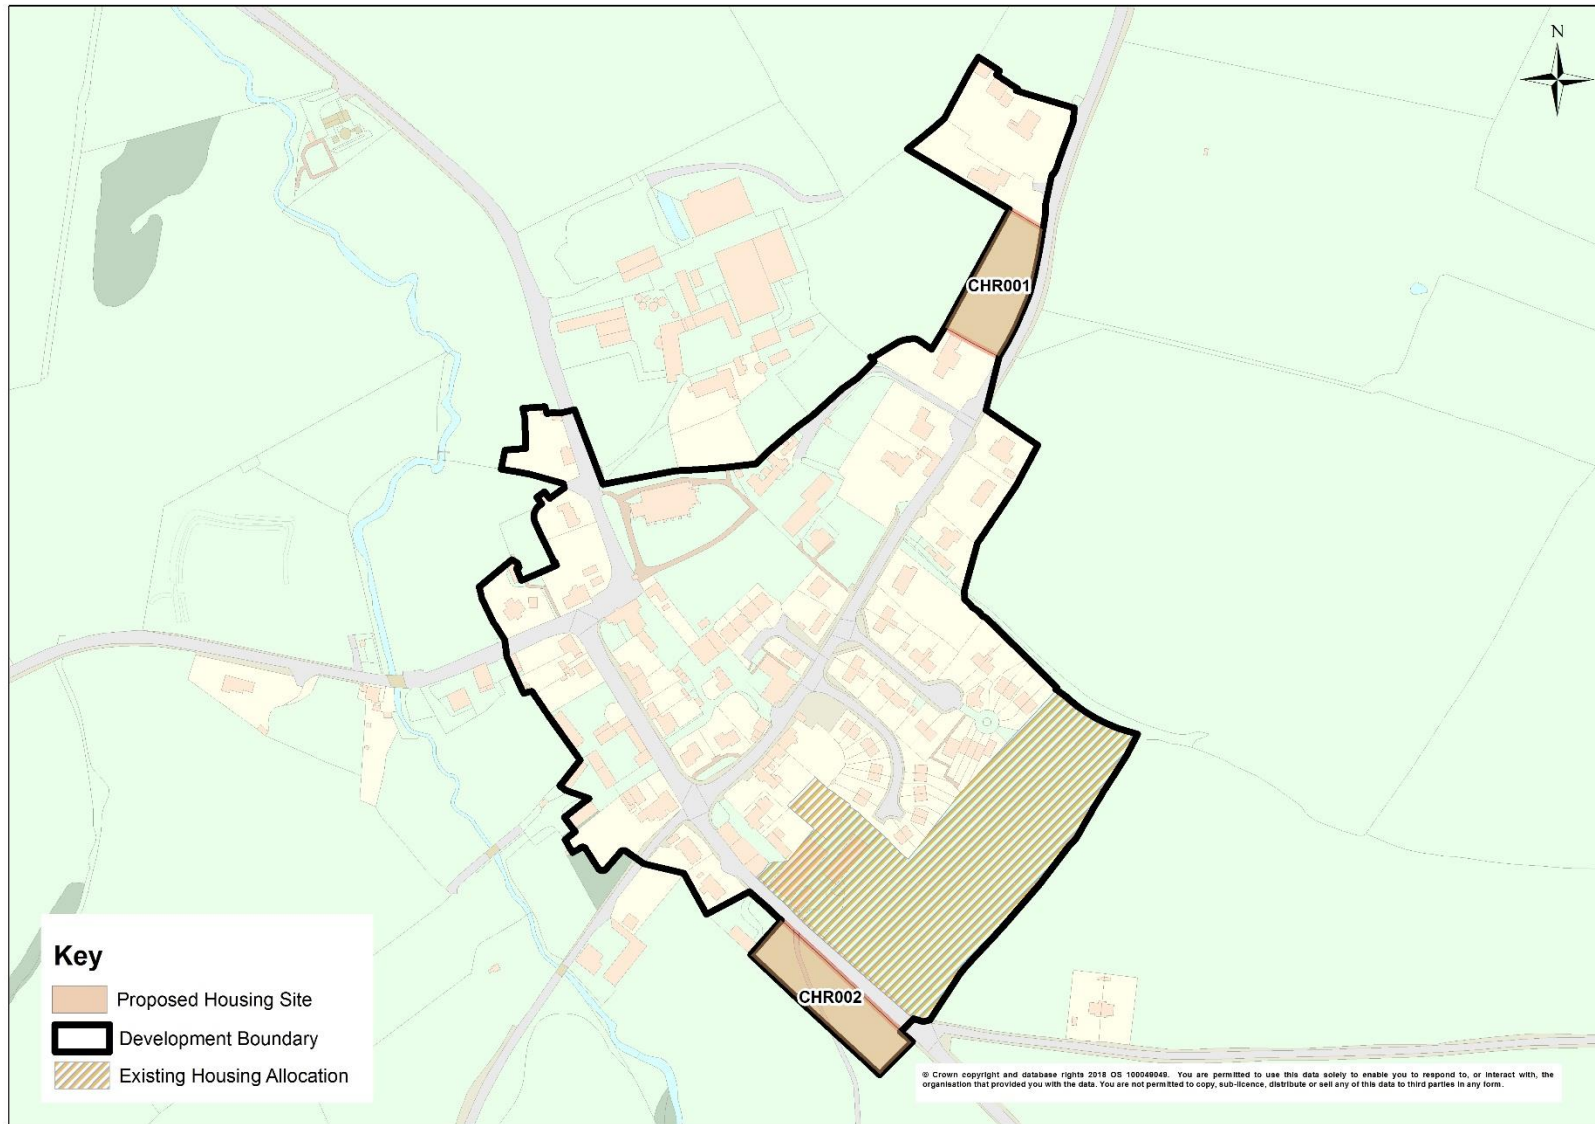 N
CHR001
CHR002
Key
Proposed Housing Site
Development Boundary
Existing Housing Allocation
© Crown copyright and database rights 2018 OS 100049049. You are permitted to use this data solely to enable you to respond to, or interact with, the
organisation that provided you with the data. You are not permitted to copy, sub-licence, distribute or sell any of this data to third parties in any form.